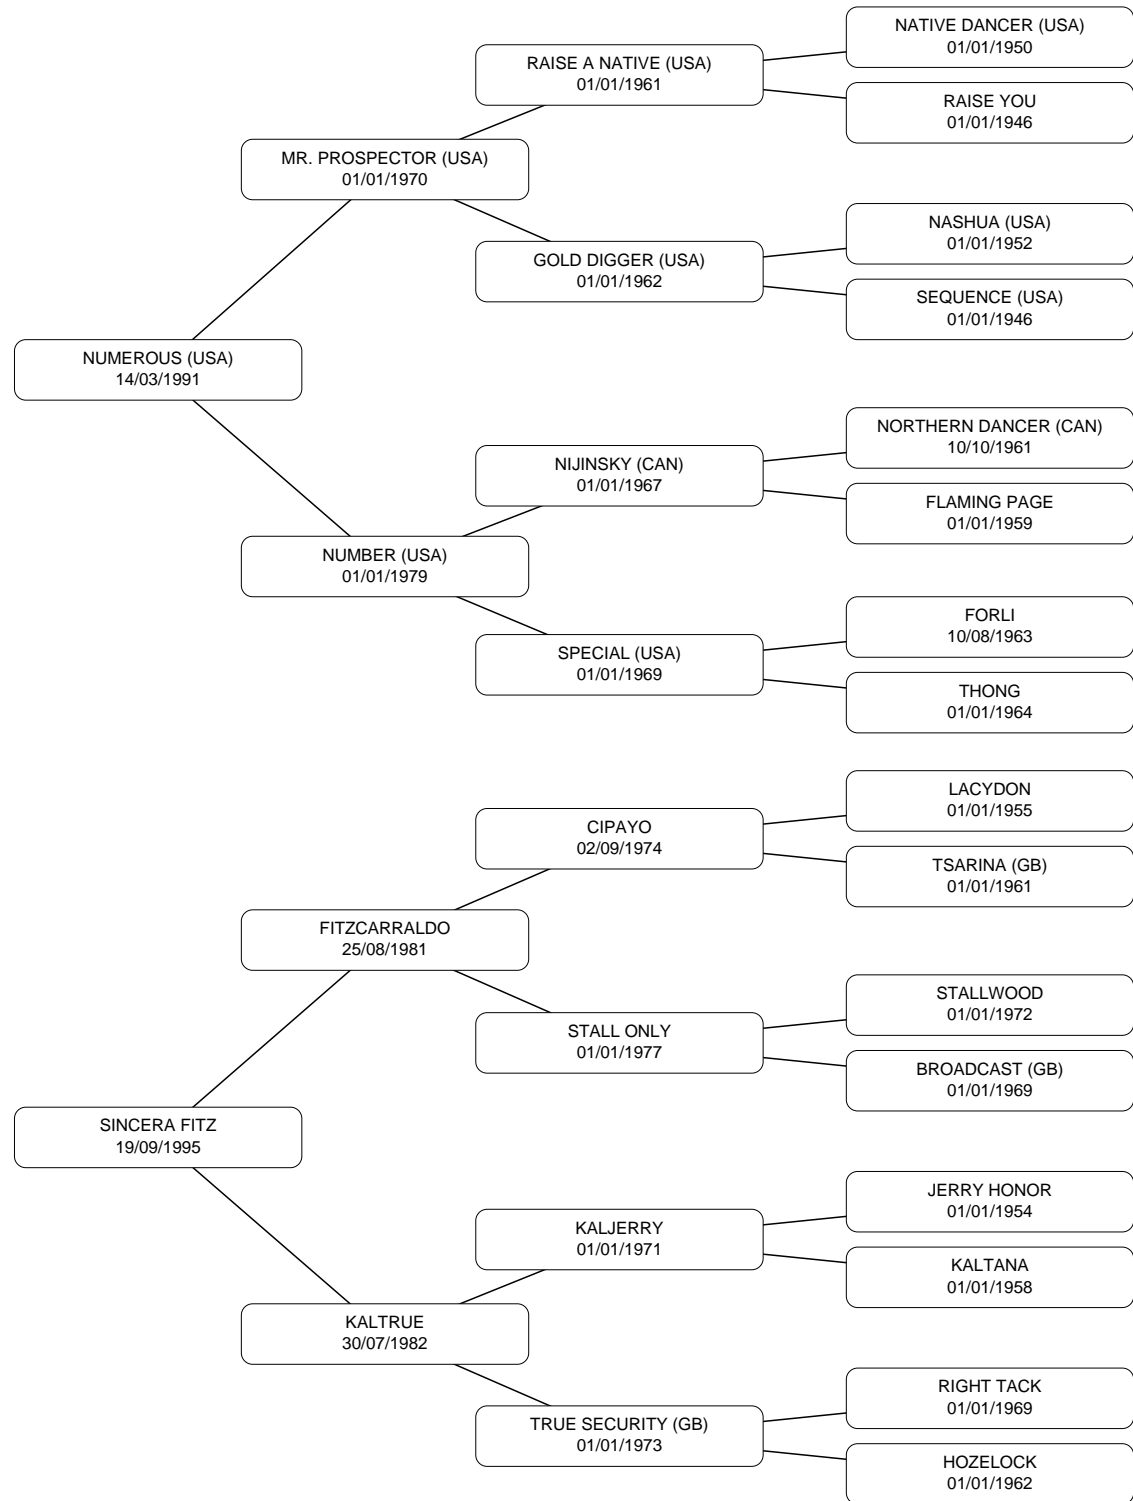 NATIVE DANCER (USA)
01/01/1950
RAISE A NATIVE (USA)
01/01/1961
RAISE YOU
01/01/1946
MR. PROSPECTOR (USA)
01/01/1970
NASHUA (USA)
01/01/1952
GOLD DIGGER (USA)
01/01/1962
SEQUENCE (USA)
01/01/1946
NUMEROUS (USA)
14/03/1991
NORTHERN DANCER (CAN)
10/10/1961
NIJINSKY (CAN)
01/01/1967
FLAMING PAGE
01/01/1959
NUMBER (USA)
01/01/1979
FORLI
10/08/1963
SPECIAL (USA)
01/01/1969
THONG
01/01/1964
LACYDON
01/01/1955
CIPAYO
02/09/1974
TSARINA (GB)
01/01/1961
FITZCARRALDO
25/08/1981
STALLWOOD
01/01/1972
STALL ONLY
01/01/1977
BROADCAST (GB)
01/01/1969
SINCERA FITZ
19/09/1995
JERRY HONOR
01/01/1954
KALJERRY
01/01/1971
KALTANA
01/01/1958
KALTRUE
30/07/1982
RIGHT TACK
01/01/1969
TRUE SECURITY (GB)
01/01/1973
HOZELOCK
01/01/1962